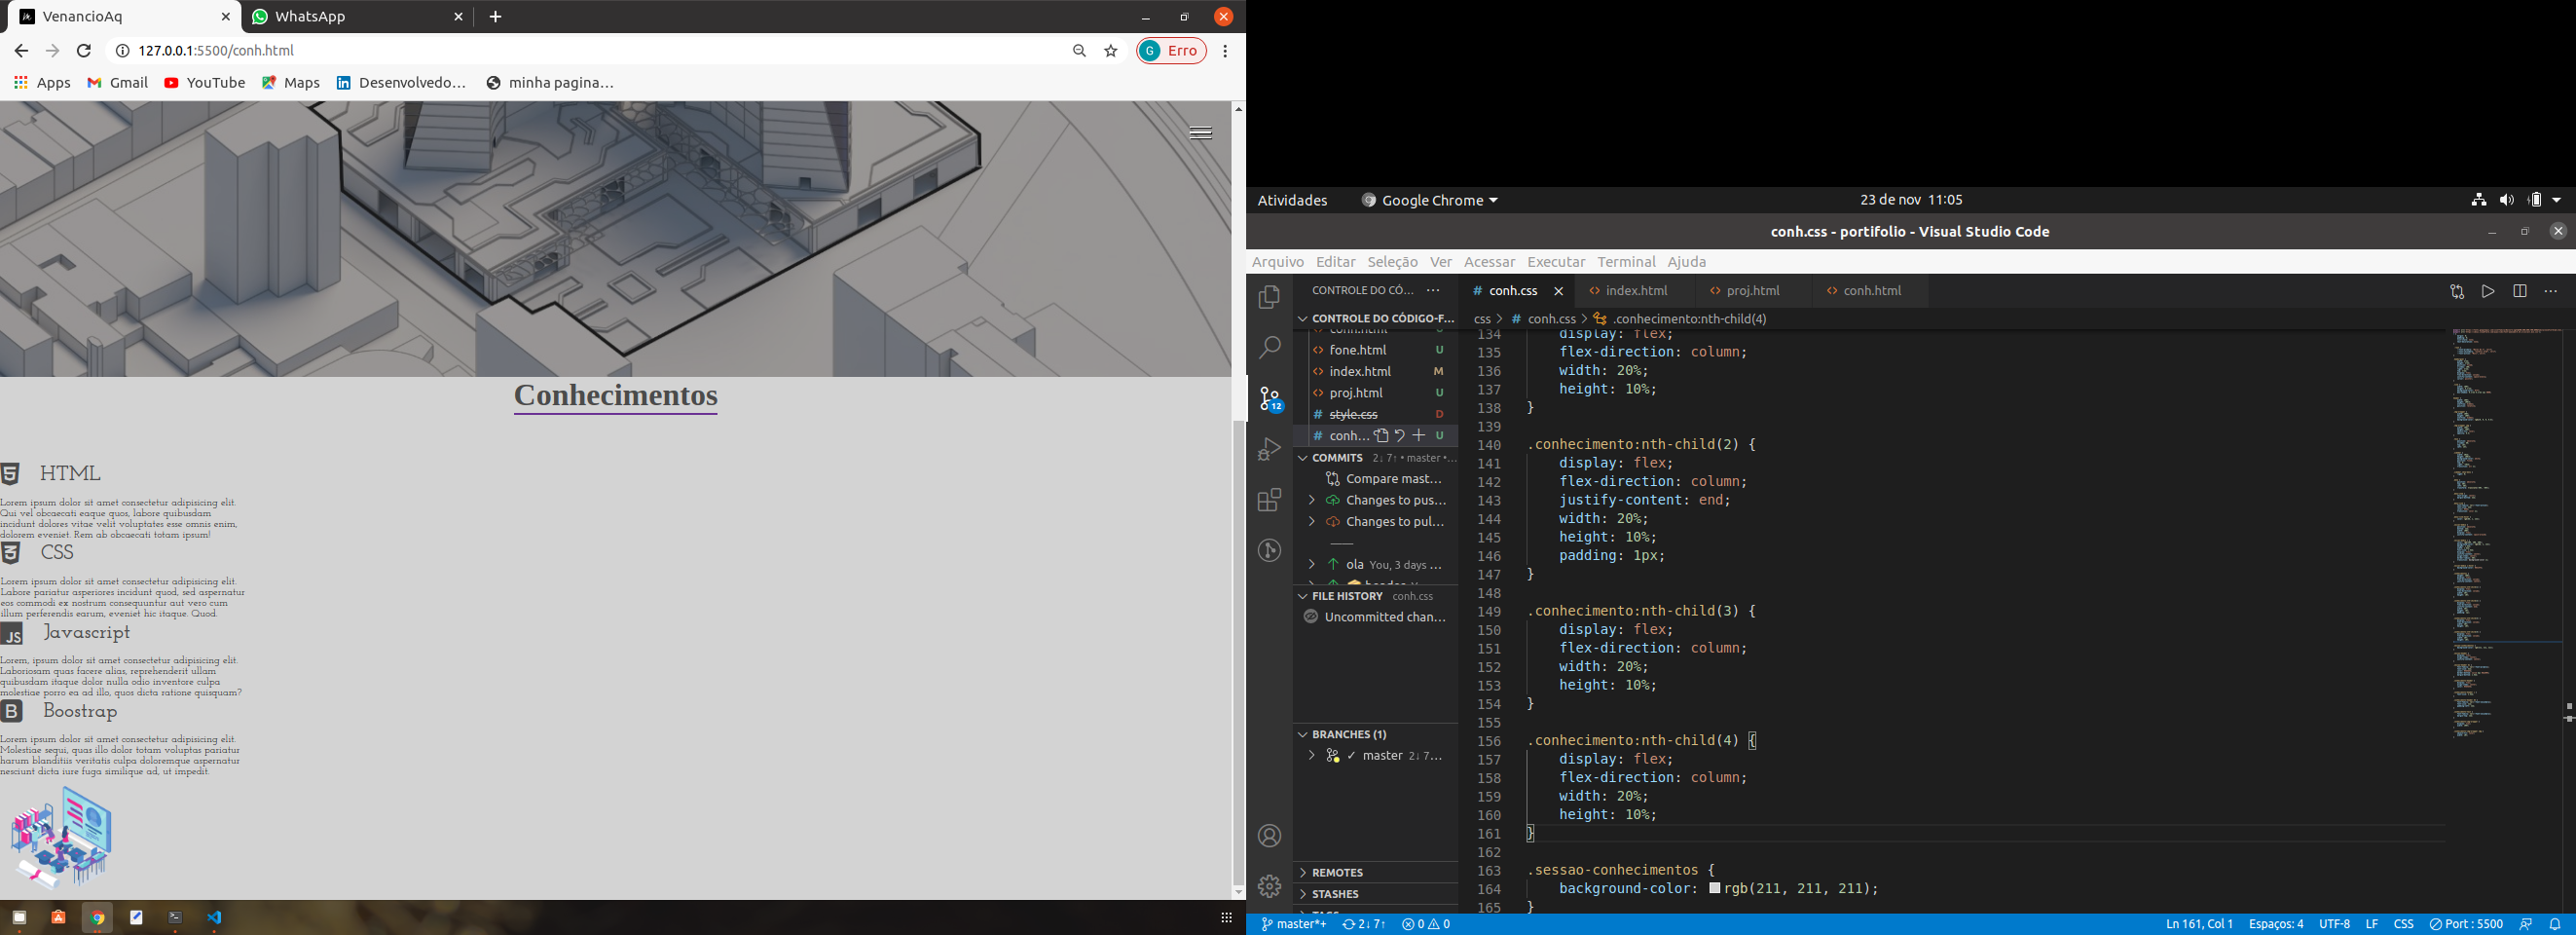 VenancioAq
WhatsApp
127.0.0.1:5500/conh.html
G Erro
Apps Gmail YouTube Maps Desenvolvedo… minha pagina…
Conhecimentos
HTML
Lorem ipsum dolor sit amet consectetur adipisicing elit.
Qui vel obcaecati eaque quos, labore quibusdam
incidunt dolores vitae velit voluptates esse omnis enim,
dolorem eveniet. Rem ab obcaecati totam ipsum!
CSS
Lorem ipsum dolor sit amet consectetur adipisicing elit.
Labore pariatur asperiores incidunt quod, sed aspernatur
eos commodi ex nostrum consequuntur aut vero cum
illum perferendis earum, eveniet hic itaque. Quod.
JS Javascript
Lorem, ipsum dolor sit amet consectetur adipisicing elit.
Laboriosam quas facere alias, reprehenderit ullam
quibusdam itaque dolor nulla odio inventore culpa
molestiae porro ea ad illo, quos dicta ratione quisquam?
B Boostrap
Lorem ipsum dolor sit amet consectetur adipisicing elit.
Molestiae sequi, quas illo dolor totam voluptas pariatur
harum blanditiis veritatis culpa doloremque aspernatur
nesciunt dicta iure fuga similique ad, ut impedit.
Atividades Google Chrome 23 de nov 11:05
conh.css - portifolio - Visual Studio Code
Arquivo Editar Seleção Ver Acessar Executar Terminal Ajuda
CONTROLE DO CÓ… ···
CONTROLE DO CÓDIGO-F…
conh.html U
fone.html U
index.html M
proj.html U
style.css D
conh… U
12
COMMITS 2↓ 7↑ • master •…
Compare mast…
Changes to pus…
Changes to pul…
ola You, 3 days …
FILE HISTORY conh.css
Uncommitted chan…
BRANCHES (1)
✓ master 2↓ 7…
REMOTES
STASHES
TAGS
# conh.css index.html proj.html conh.html
css > # conh.css > .conhecimento:nth-child(4)
134 display: flex;
135 flex-direction: column;
136 width: 20%;
137 height: 10%;
138 }
139
140 .conhecimento:nth-child(2) {
141 display: flex;
142 flex-direction: column;
143 justify-content: end;
144 width: 20%;
145 height: 10%;
146 padding: 1px;
147 }
148
149 .conhecimento:nth-child(3) {
150 display: flex;
151 flex-direction: column;
152 width: 20%;
153 height: 10%;
154 }
155
156 .conhecimento:nth-child(4) {
157 display: flex;
158 flex-direction: column;
159 width: 20%;
160 height: 10%;
161 }
162
163 .sessao-conhecimentos {
164 background-color: rgb(211, 211, 211);
165 }
master*+ 2↓ 7↑ 0 0 Ln 161, Col 1 Espaços: 4 UTF-8 LF CSS Port : 5500